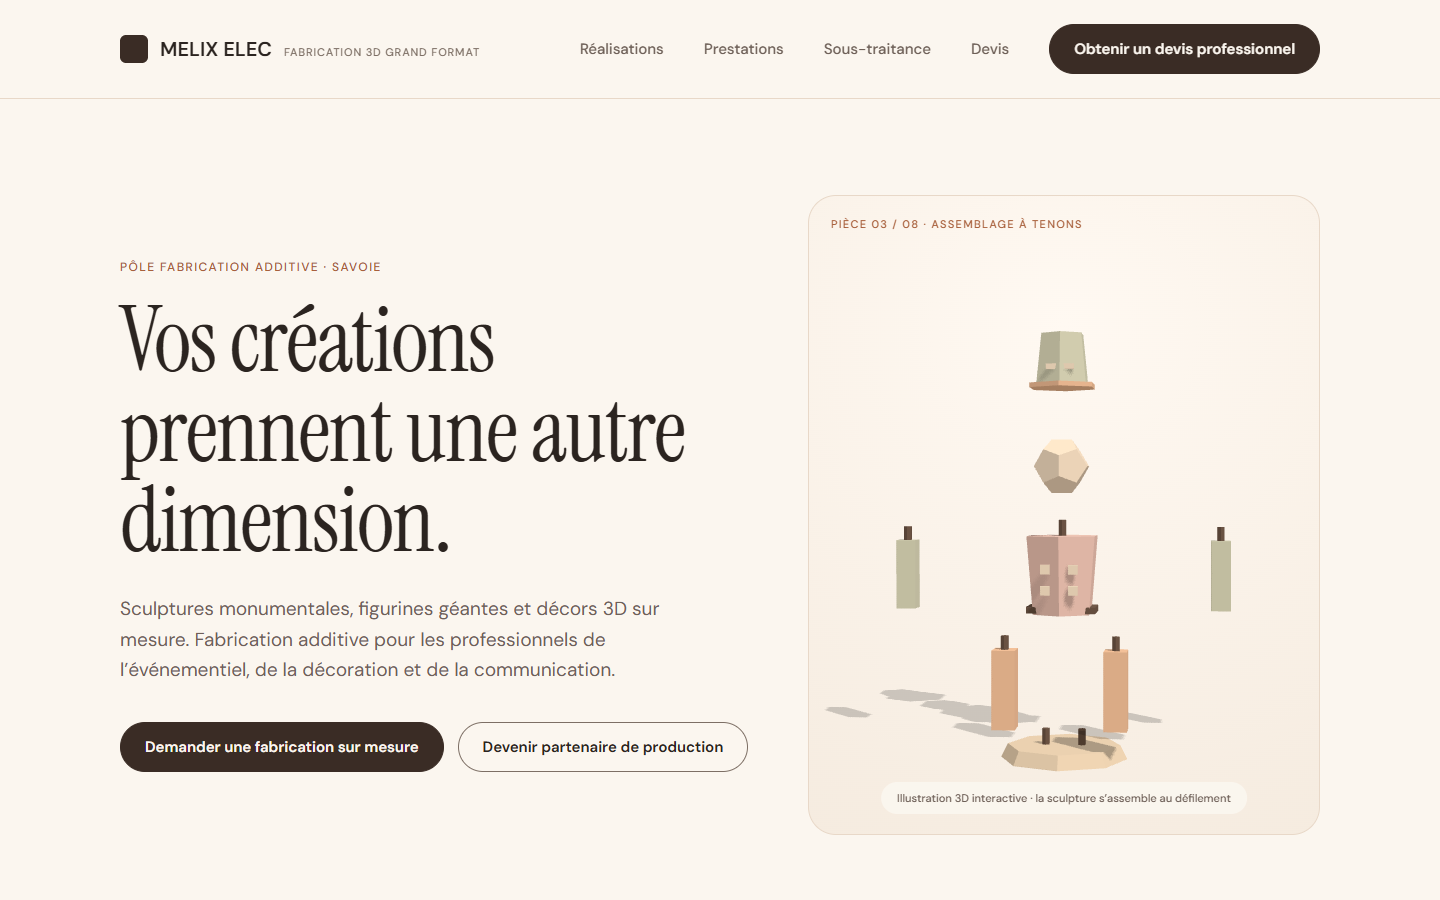 MELIX ELEC FABRICATION 3D GRAND FORMAT
Réalisations Prestations Sous-traitance Devis Obtenir un devis professionnel
PÔLE FABRICATION ADDITIVE · SAVOIE
Vos créations
prennent une autre
dimension.
Sculptures monumentales, figurines géantes et décors 3D sur
mesure. Fabrication additive pour les professionnels de
l’événementiel, de la décoration et de la communication.
Demander une fabrication sur mesure
Devenir partenaire de production
PIÈCE 03 / 08 · ASSEMBLAGE À TENONS
Illustration 3D interactive · la sculpture s’assemble au défilement